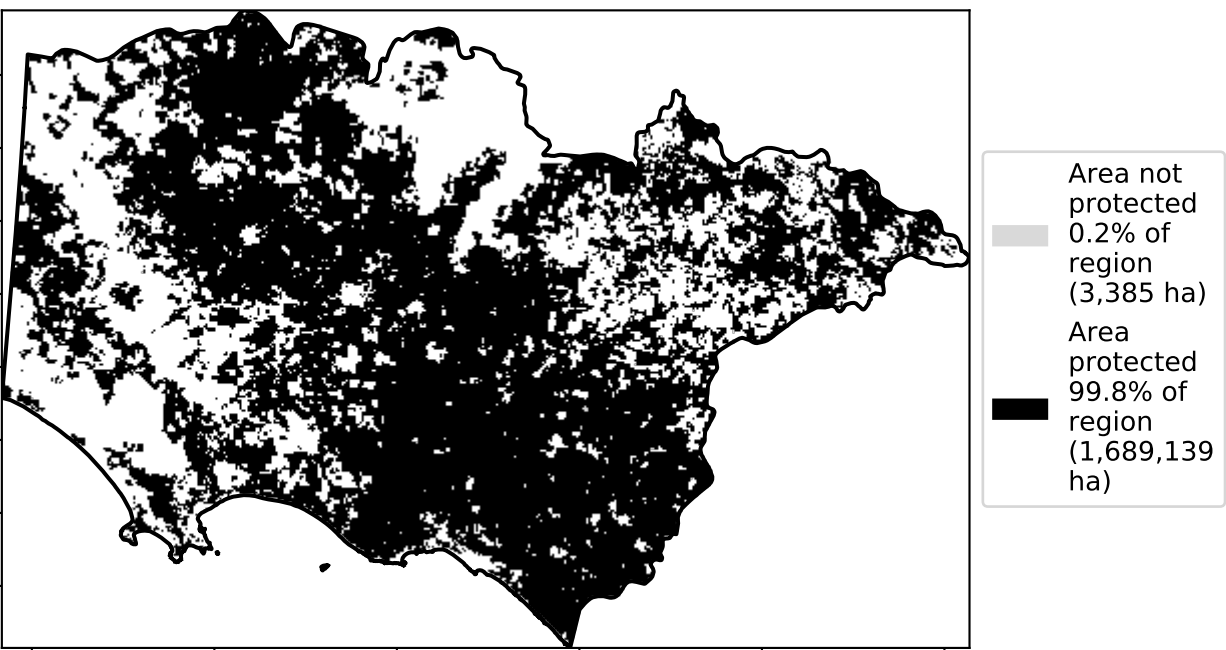 Area not
protected
0.2% of
region
(3,385 ha)
Area
protected
99.8% of
region
(1,689,139
ha)